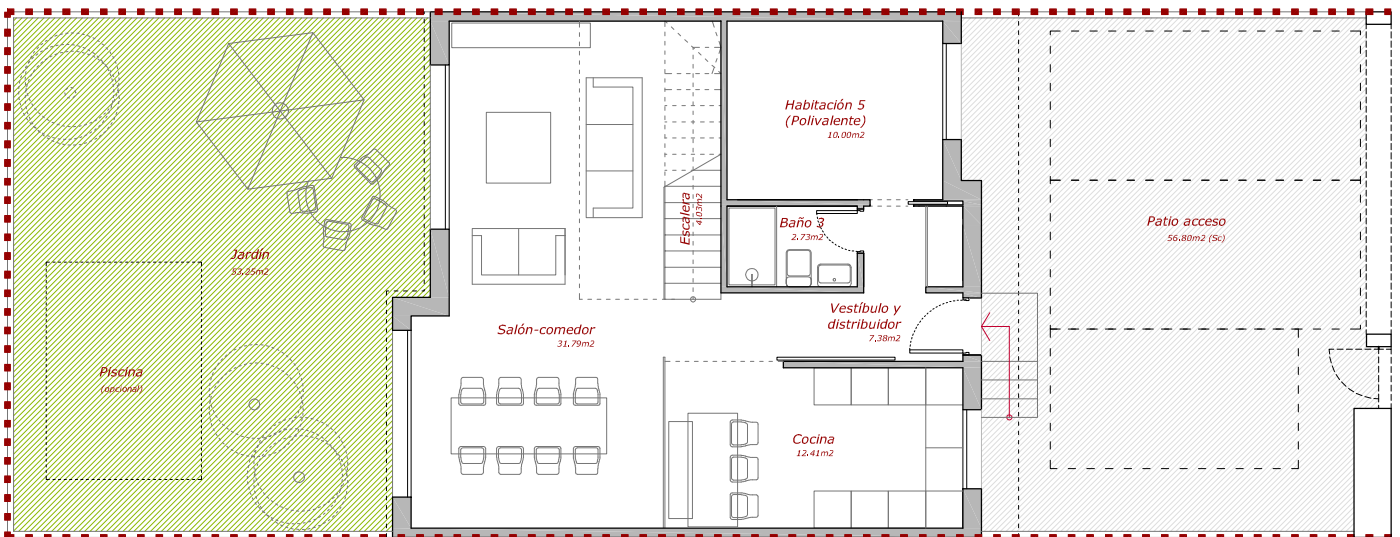 Jardín
53.25m2
Piscina
(opcional)
Salón-comedor
31.79m2
Escalera
4.03m2
Habitación 5
(Polivalente)
10.00m2
Baño 3
2.73m2
Vestíbulo y
distribuidor
7.38m2
Cocina
12.41m2
Patio acceso
56.80m2 (Sc)